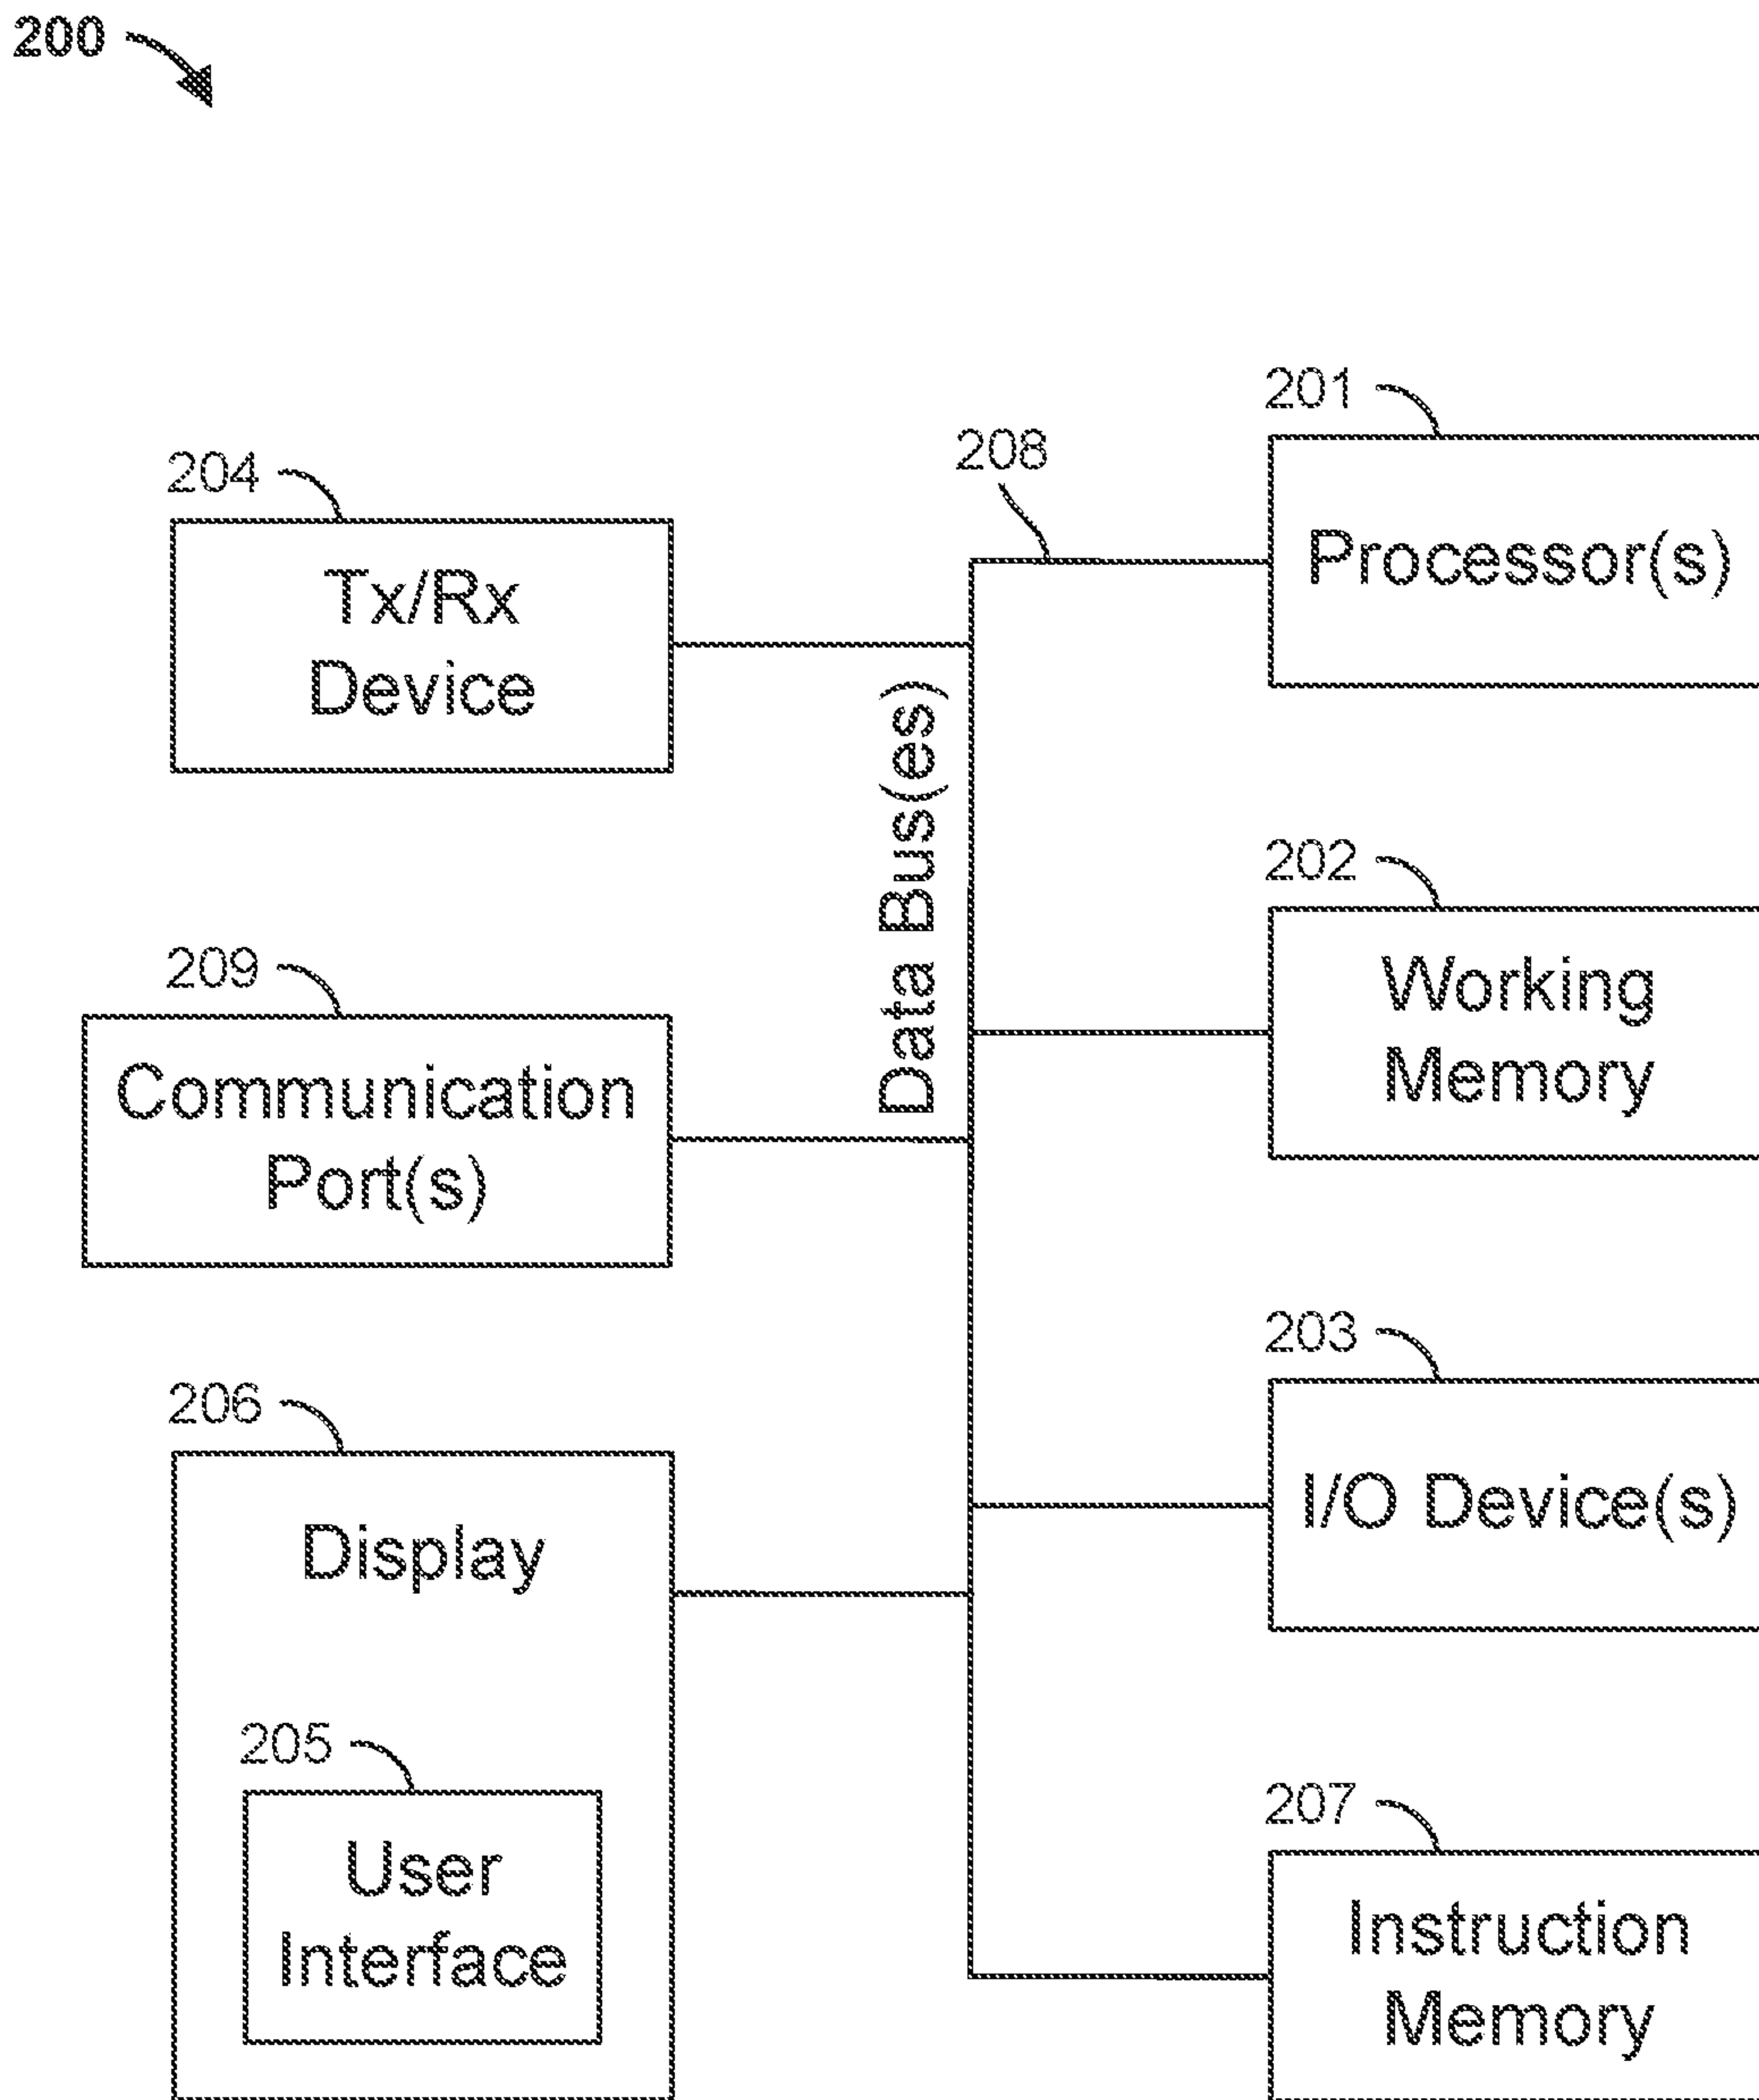 200
204
Tx/Rx
Device
209
Communication
Port(s)
206
Display
205
User
Interface
208
Data Bus(es)
201
Processor(s)
202
Working
Memory
203
I/O Device(s)
207
Instruction
Memory